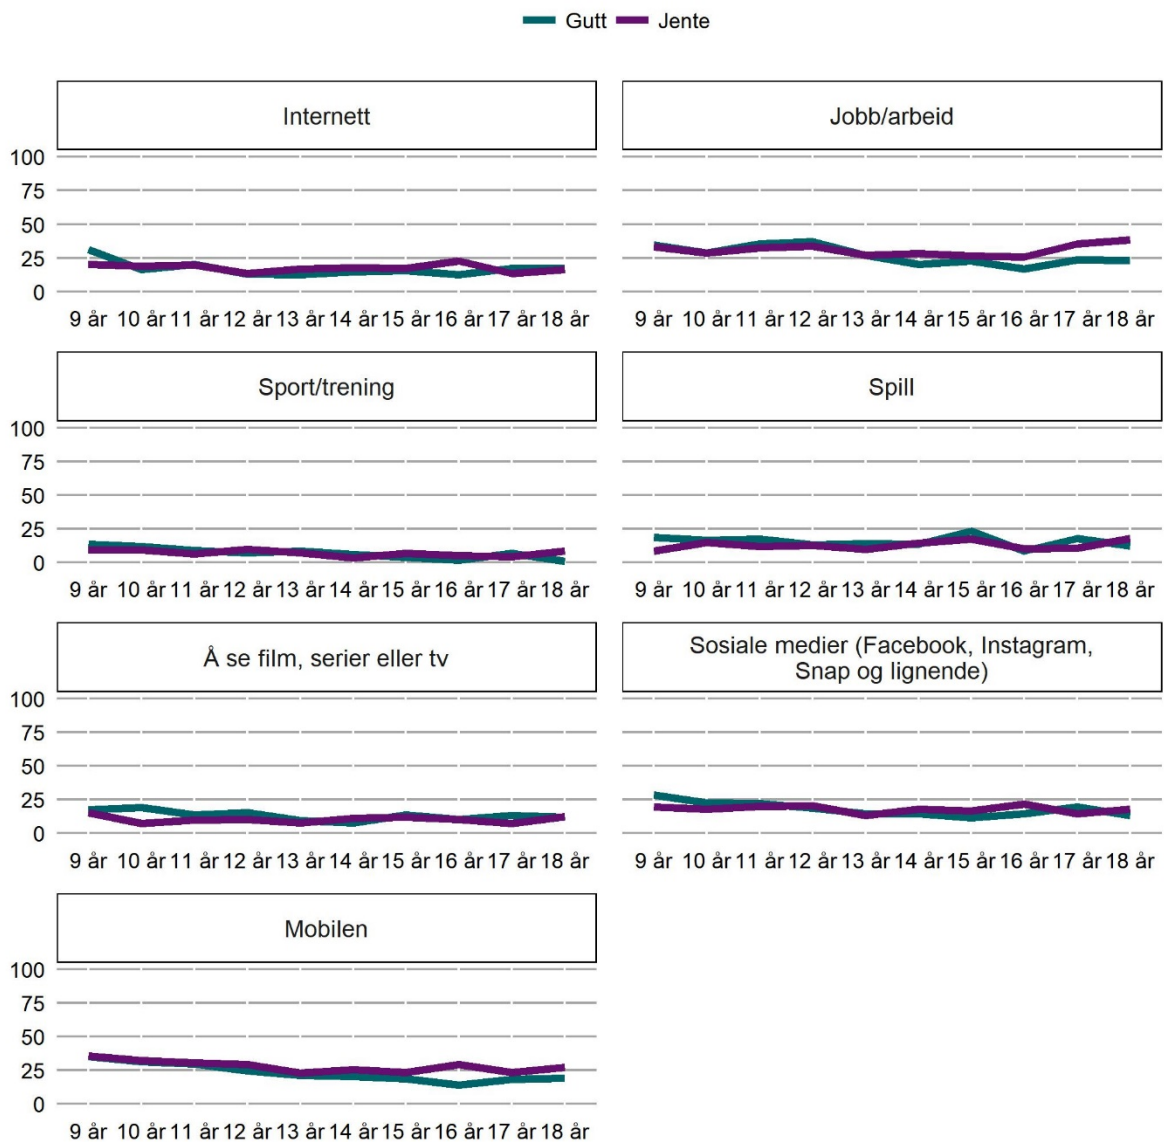 Gutt Jente
Internett
Jobb/arbeid
100
75
50
25
0
9 år 10 år 11 år 12 år 13 år 14 år 15 år 16 år 17 år 18 år
9 år 10 år 11 år 12 år 13 år 14 år 15 år 16 år 17 år 18 år
Sport/trening
Spill
100
75
50
25
0
9 år 10 år 11 år 12 år 13 år 14 år 15 år 16 år 17 år 18 år
9 år 10 år 11 år 12 år 13 år 14 år 15 år 16 år 17 år 18 år
Å se film, serier eller tv
Sosiale medier (Facebook, Instagram,
Snap og lignende)
100
75
50
25
0
9 år 10 år 11 år 12 år 13 år 14 år 15 år 16 år 17 år 18 år
9 år 10 år 11 år 12 år 13 år 14 år 15 år 16 år 17 år 18 år
Mobilen
100
75
50
25
0
9 år 10 år 11 år 12 år 13 år 14 år 15 år 16 år 17 år 18 år